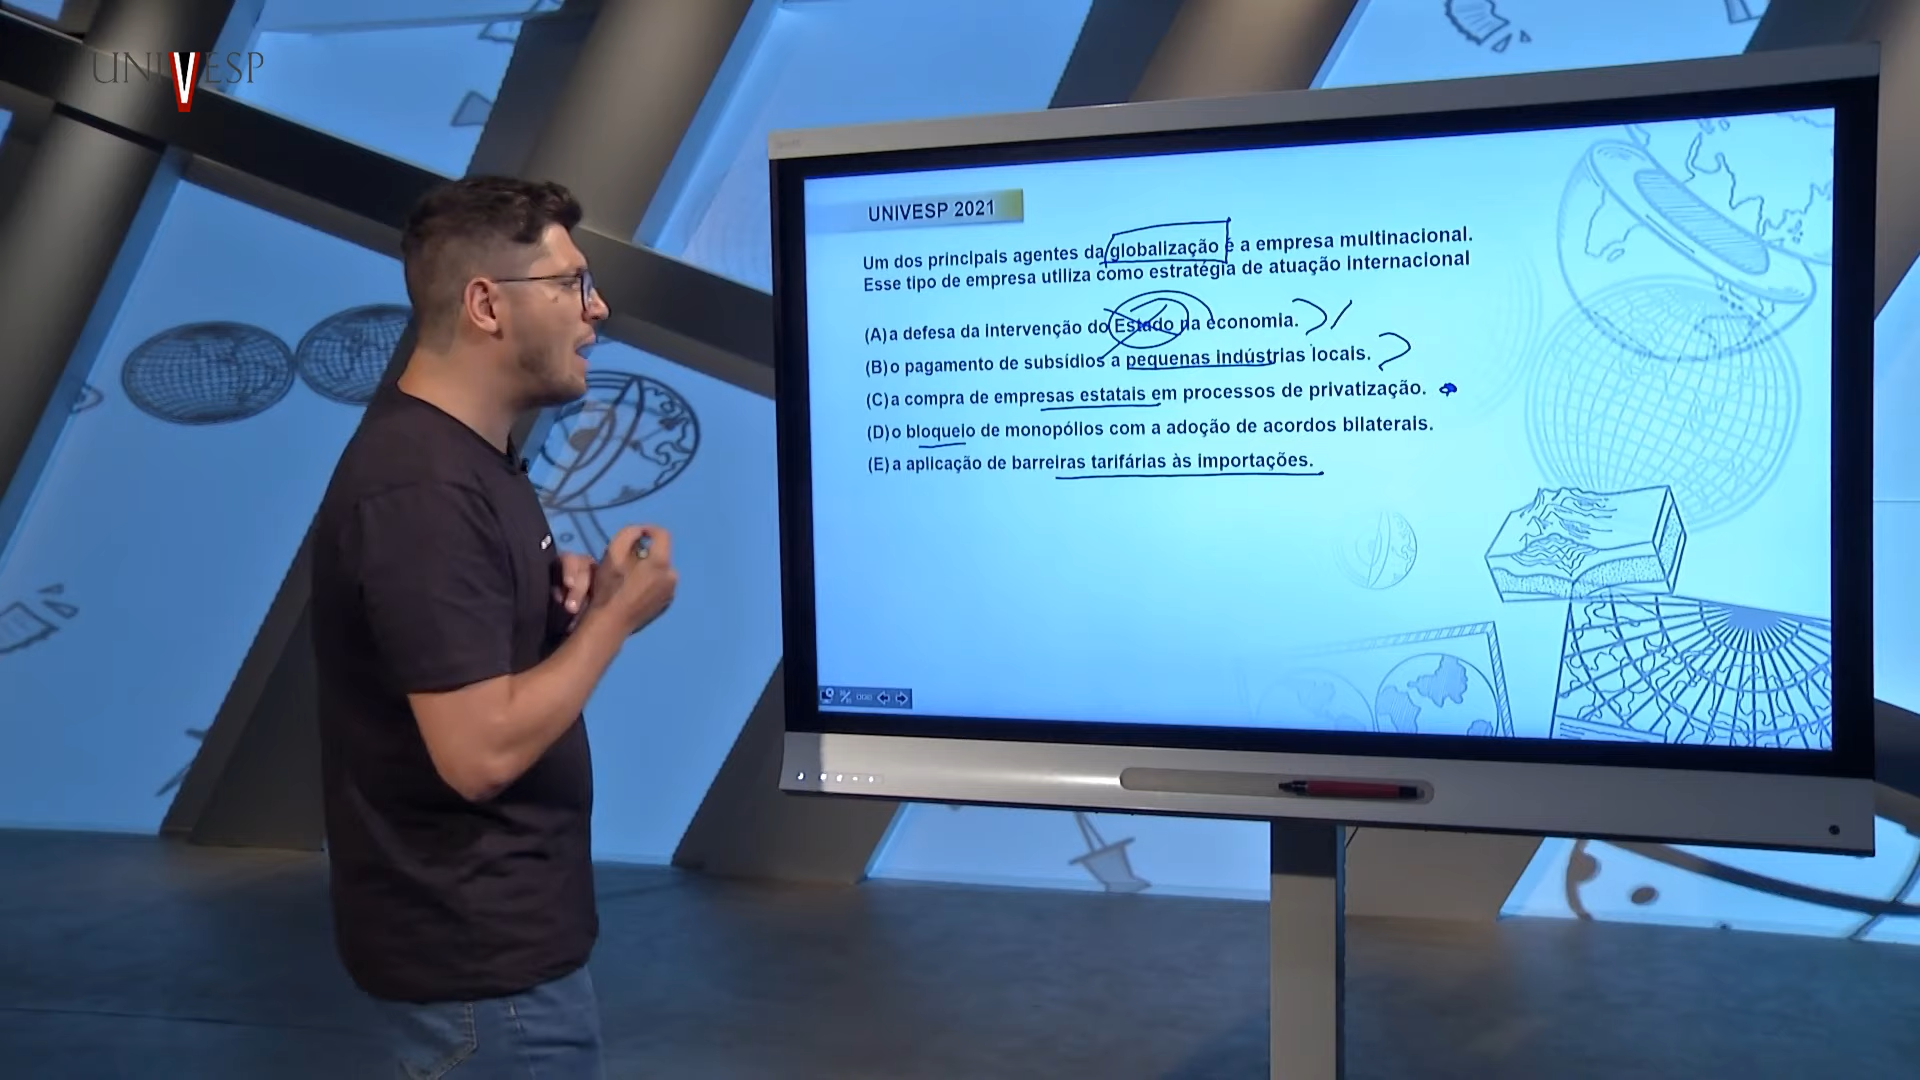 UNIVESP
UNIVESP 2021
Um dos principais agentes da globalização é a empresa multinacional.
Esse tipo de empresa utiliza como estratégia de atuação internacional
(A) a defesa da intervenção do Estado na economia.
(B) o pagamento de subsídios a pequenas indústrias locais.
(C) a compra de empresas estatais em processos de privatização.
(D) o bloqueio de monopólios com a adoção de acordos bilaterais.
(E) a aplicação de barreiras tarifárias às importações.